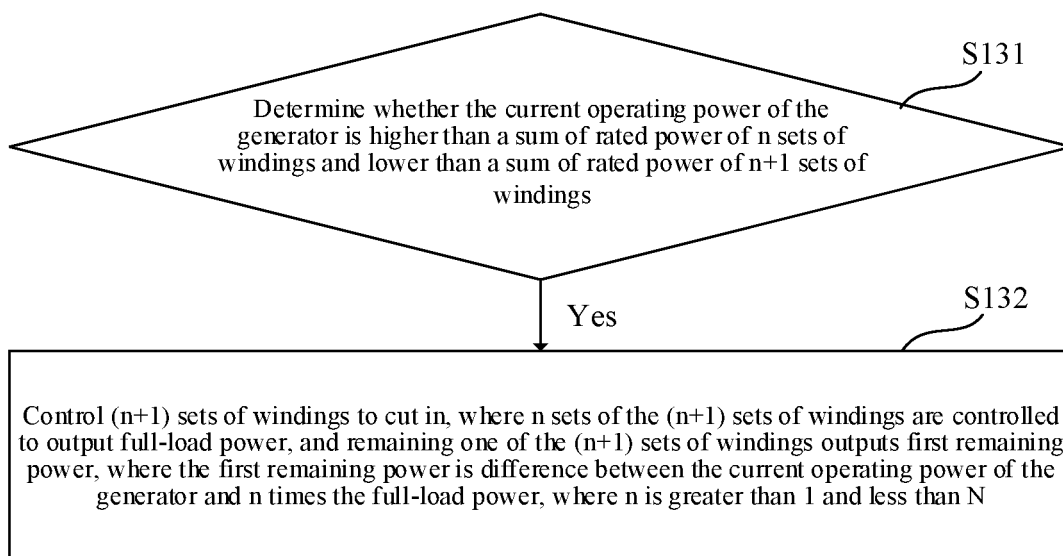 S131
Determine whether the current operating power of the
generator is higher than a sum of rated power of n sets of
windings and lower than a sum of rated power of n+1 sets of
windings
Yes
S132
Control (n+1) sets of windings to cut in, where n sets of the (n+1) sets of windings are controlled
to output full-load power, and remaining one of the (n+1) sets of windings outputs first remaining
power, where the first remaining power is difference between the current operating power of the
generator and n times the full-load power, where n is greater than 1 and less than N